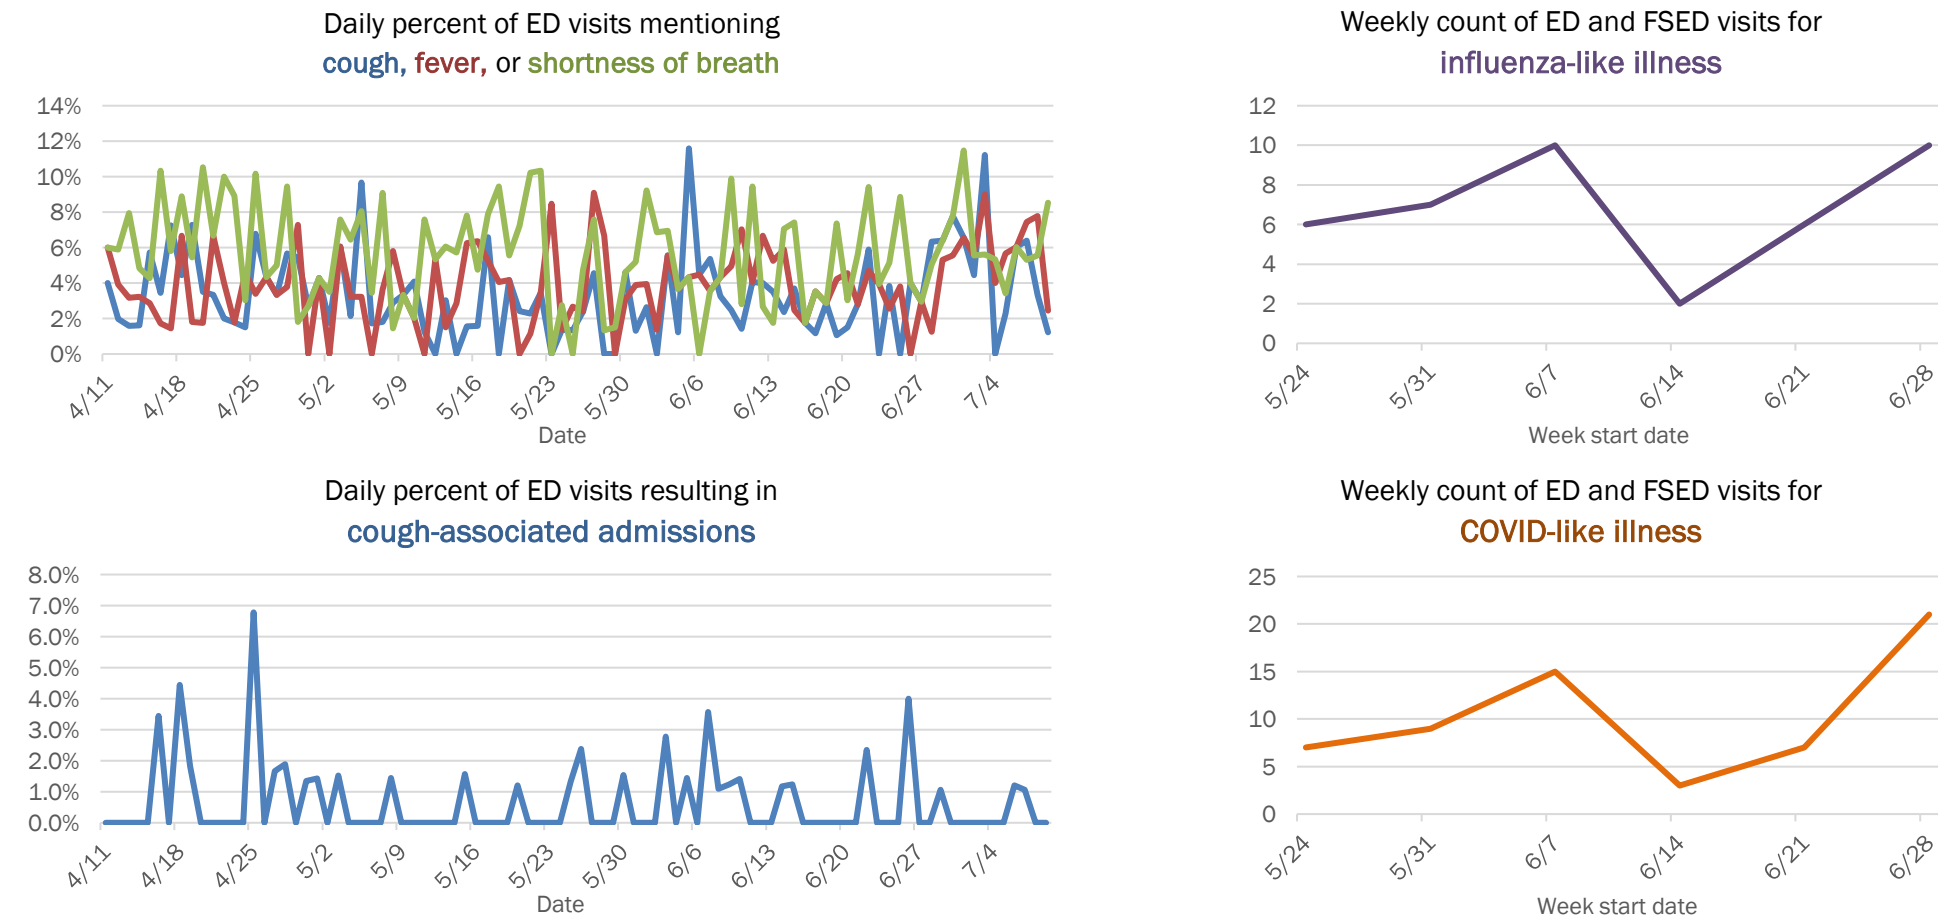 Daily percent of ED visits mentioning
cough, fever, or shortness of breath
14%
12%
10%
8%
6%
4%
2%
0%
4/11 4/18 4/25 5/2 5/9 5/16 5/23 5/30 6/6 6/13 6/20 6/27 7/4
Date
Weekly count of ED and FSED visits for
influenza-like illness
12
10
8
6
4
2
0
5/24 5/31 6/7 6/14 6/21 6/28
Week start date
Daily percent of ED visits resulting in
cough-associated admissions
8.0%
7.0%
6.0%
5.0%
4.0%
3.0%
2.0%
1.0%
0.0%
4/11 4/18 4/25 5/2 5/9 5/16 5/23 5/30 6/6 6/13 6/20 6/27 7/4
Date
Weekly count of ED and FSED visits for
COVID-like illness
25
20
15
10
5
0
5/24 5/31 6/7 6/14 6/21 6/28
Week start date